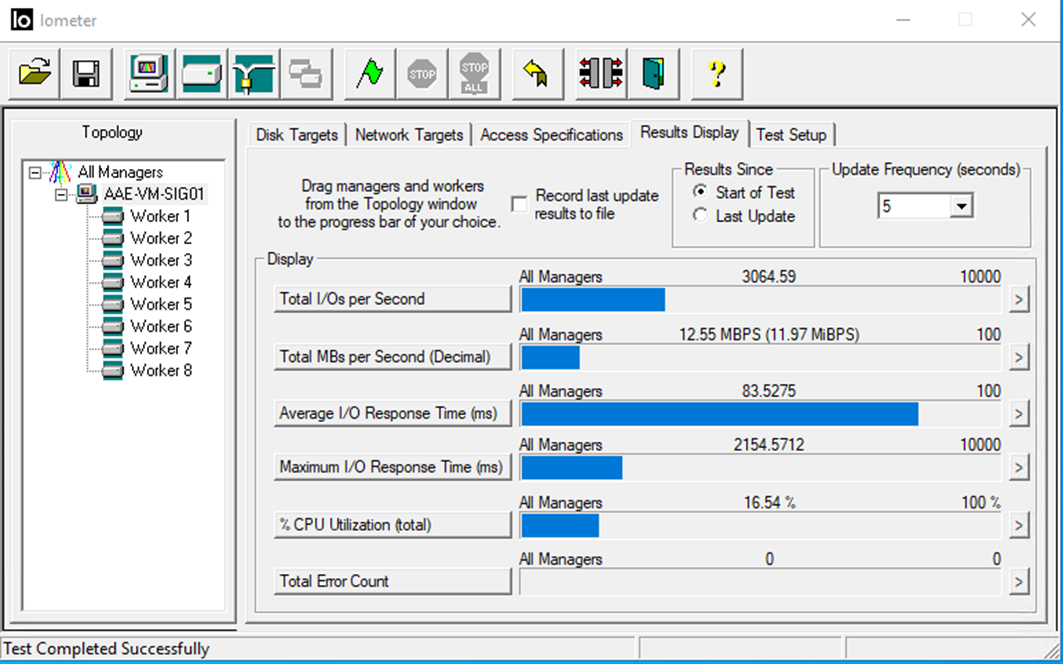 Iometer
STOP
STOP
ALL
Topology
All Managers
AAE-VM-SIG01
Worker 1
Worker 2
Worker 3
Worker 4
Worker 5
Worker 6
Worker 7
Worker 8
Disk Targets
Network Targets
Access Specifications
Results Display
Test Setup
Drag managers and workers
from the Topology window
to the progress bar of your choice.
Record last update
results to file
Results Since
Start of Test
Last Update
Update Frequency (seconds)
5
Display
All Managers 3064.59 10000
Total I/Os per Second >
All Managers 12.55 MBPS (11.97 MiBPS) 100
Total MBs per Second (Decimal) >
All Managers 83.5275 100
Average I/O Response Time (ms) >
All Managers 2154.5712 10000
Maximum I/O Response Time (ms) >
All Managers 16.54 % 100 %
% CPU Utilization (total) >
All Managers 0 0
Total Error Count >
Test Completed Successfully